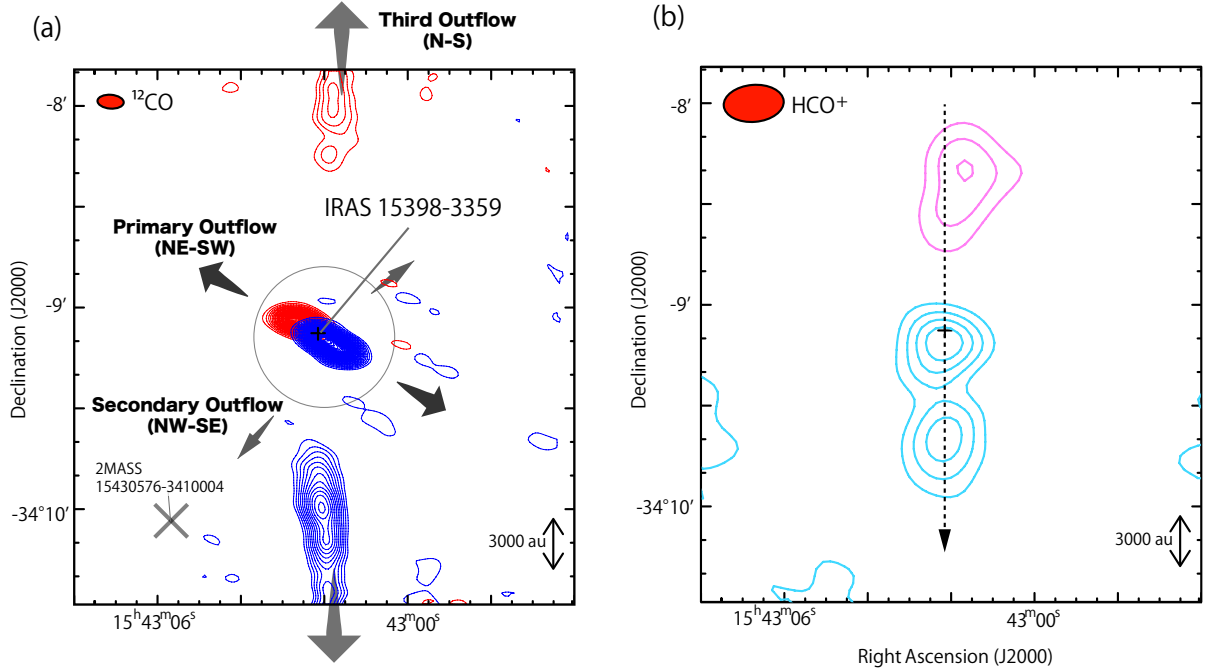 (a)
Third Outflow
(N-S)
-8′
¹²CO
IRAS 15398-3359
Primary Outflow
(NE-SW)
-9′
Declination (J2000)
Secondary Outflow
(NW-SE)
2MASS
15430576-3410004
-34°10′
3000 au
15ʰ43ᵐ06ˢ
43ᵐ00ˢ
(b)
-8′
HCO⁺
-9′
Declination (J2000)
-34°10′
3000 au
15ʰ43ᵐ06ˢ
43ᵐ00ˢ
Right Ascension (J2000)